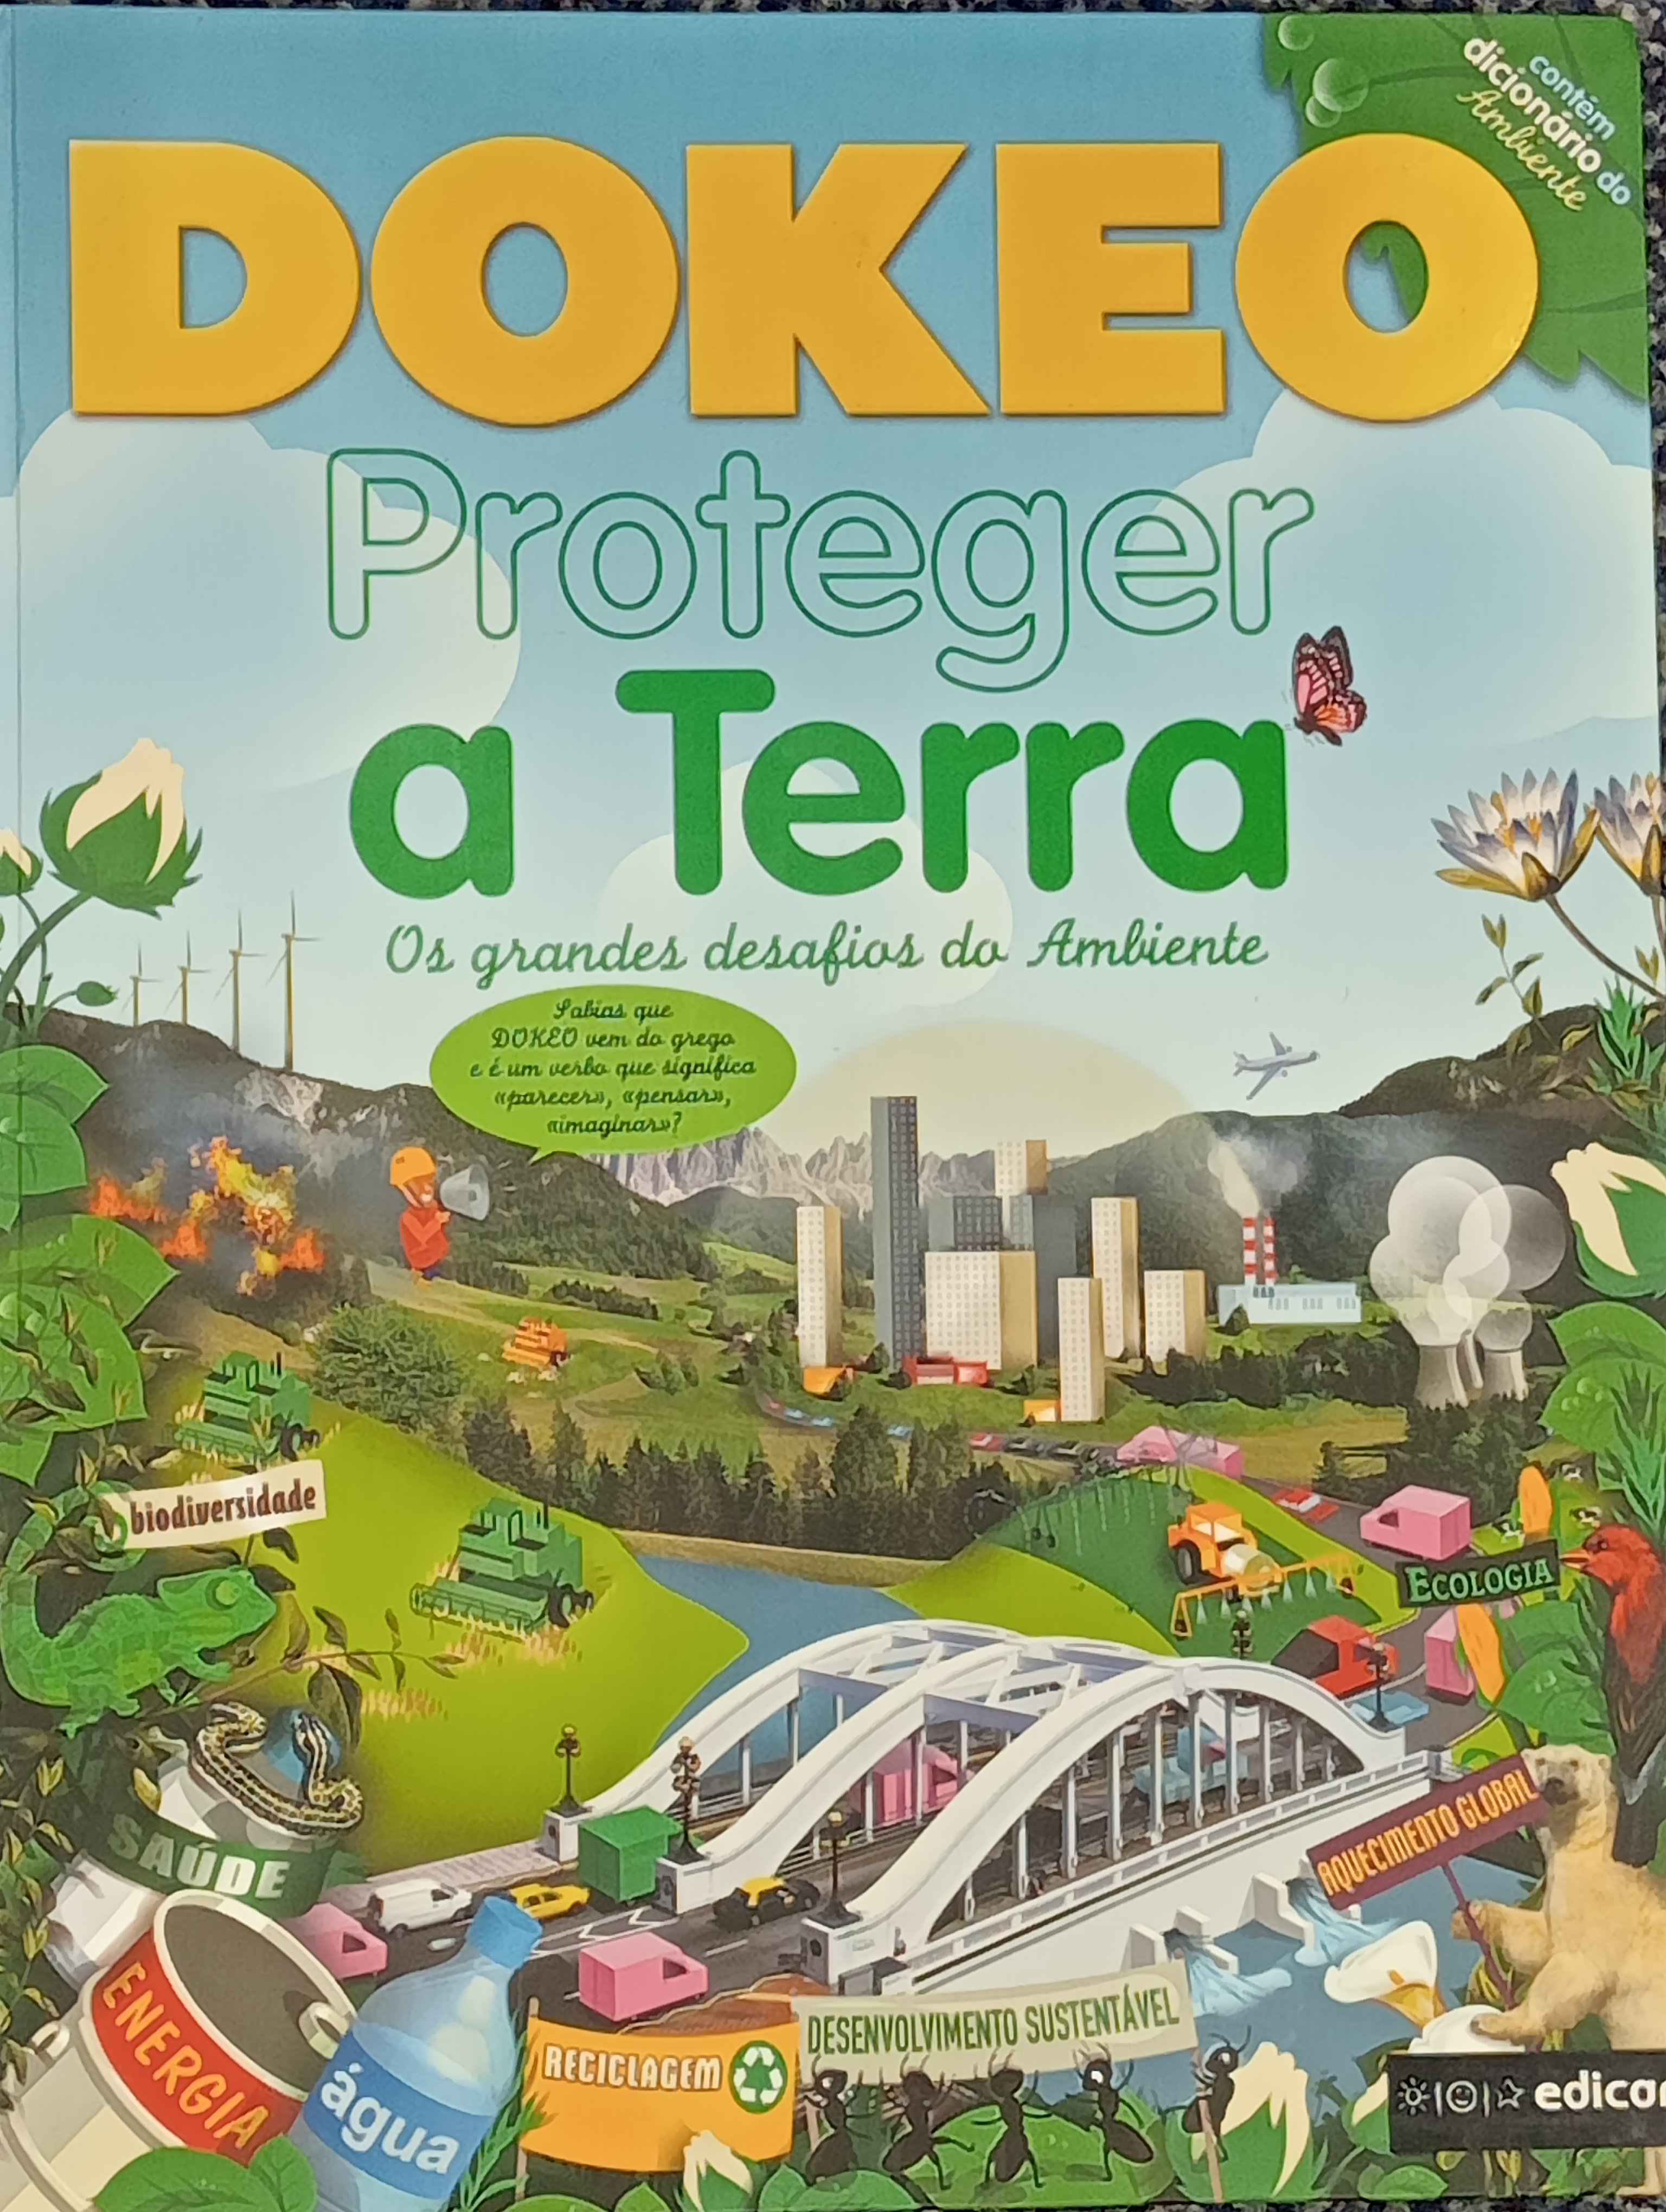 contém
dicionário do
Ambiente
DOKEO
Proteger
a Terra
Os grandes desafios do Ambiente
Sabias que
DOKEO vem do grego
e é um verbo que significa
«parecer», «pensar»,
«imaginar»?
biodiversidade
ECOLOGIA
AQUECIMENTO GLOBAL
SAÚDE
ENERGIA
água
RECICLAGEM
DESENVOLVIMENTO SUSTENTÁVEL